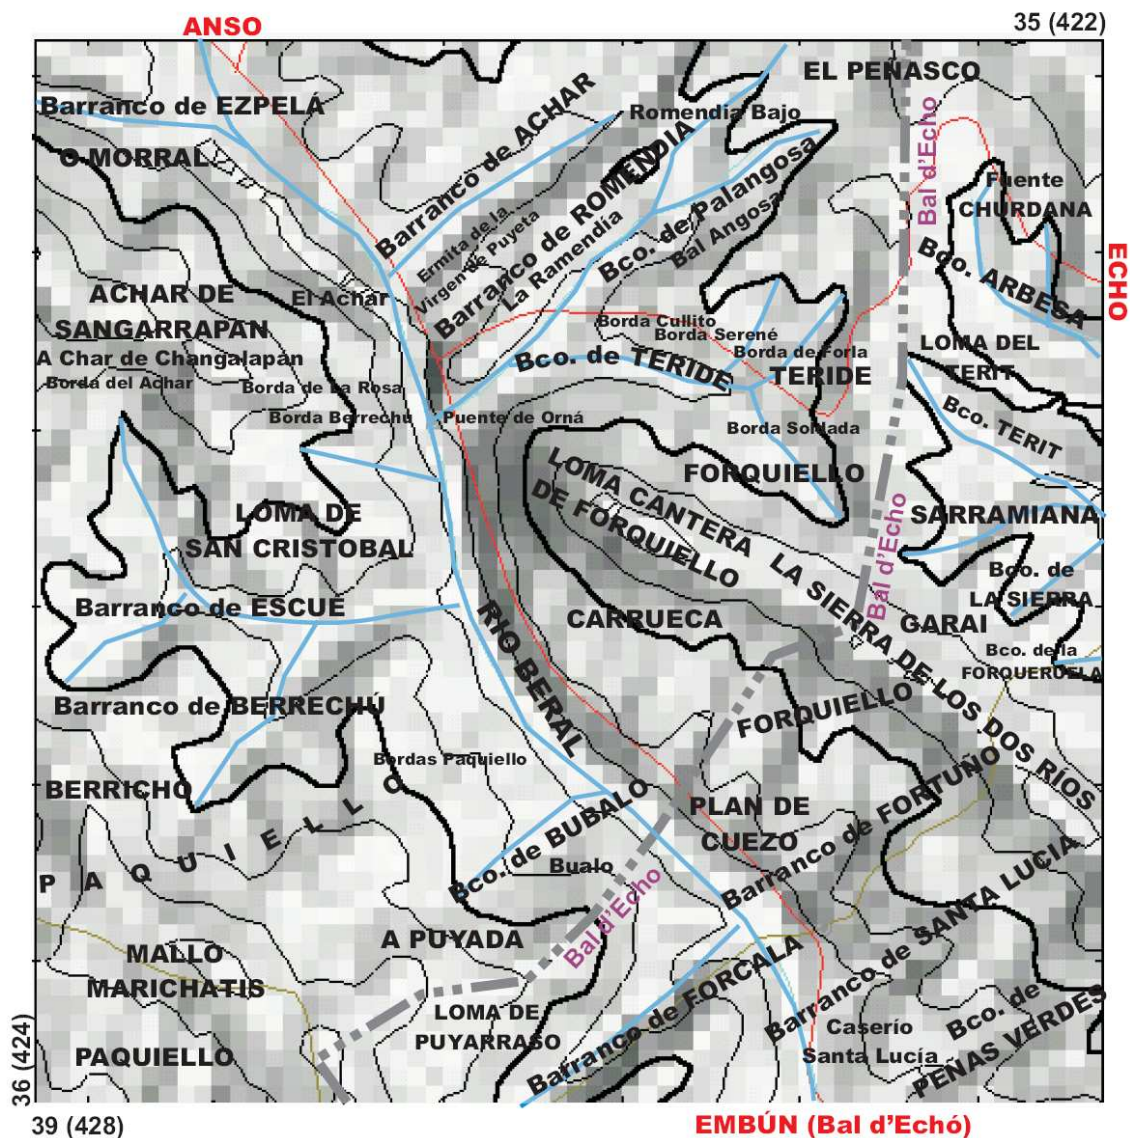 ANSO
35 (422)
EL PEÑASCO
Barranco de EZPELÁ
Romendia Bajo
Barranco de ACHAR
Bal d'Echo
O MORRAL
Fuente
CHURDANA
Ermita de la
Virgen de Puyeta
Barranco de ROMENDIA
La Ramendía
Bco. de Palangosa
Bal Angosa
Bco. ARBESA
ECHO
ACHAR DE
SANGARRAPAN
El Achar
Borda Cullito
Borda Serené
Borda de Forla
LOMA DEL
TERIT
A Char de Changalapán
Borda del Achar
Borda de La Rosa
Bco. de TERIDE
TERIDE
Borda Berrechú
Puente de Orná
Borda Soldada
Bco. TERIT
FORQUIELLO
LOMA CANTERA
DE FORQUIELLO
LOMA DE
SAN CRISTOBAL
SARRAMIANA
Bal d'Echo
Bco. de
LA SIERRA
Barranco de ESCUE
CARRUECA
LA SIERRA DE LOS DOS RÍOS
GARAI
Bco. de la
FORQUERUELA
RIO BERAL
Barranco de BERRECHÚ
FORQUIELLO
Bordas Paquiello
BERRICHO
PLAN DE
CUEZO
Barranco de FORTUÑO
PAQUIELLO
Bco. de BUBALO
Bualo
Bal d'Echo
Barranco de SANTA LUCIA
A PUYADA
MALLO
MARICHATIS
Barranco de FORCALA
LOMA DE
PUYARRASO
Caserío
Santa Lucía
Bco. de
PEÑAS VERDES
PAQUIELLO
36 (424)
39 (428)
EMBÚN (Bal d'Echó)